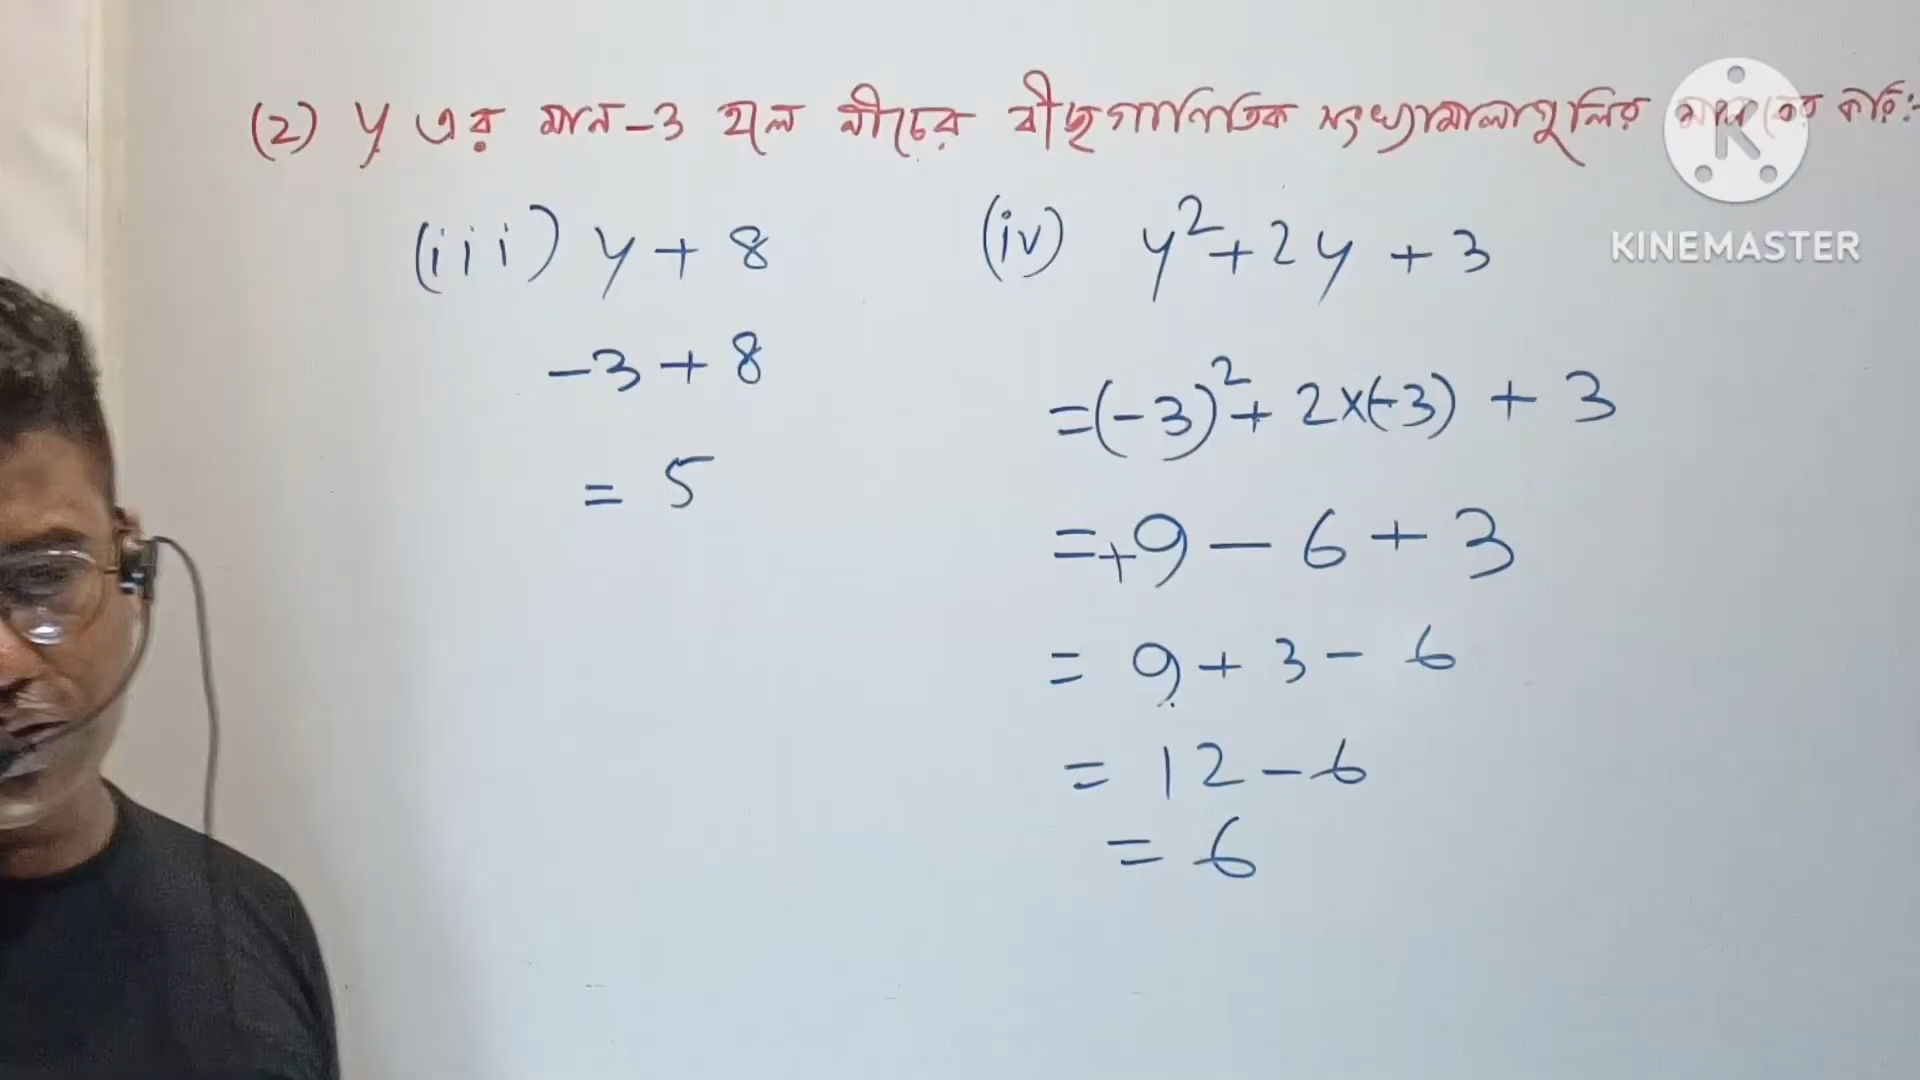 (2) y এর মান -3 হলে নীচের বীজগাণিতিক সংখ্যামালাগুলির মান বের করি:-
(iii) y + 8
-3 + 8
= 5
(iv) y² + 2y + 3
= (-3)² + 2×(-3) + 3
= +9 - 6 + 3
= 9 + 3 - 6
= 12 - 6
= 6
K
KINEMASTER